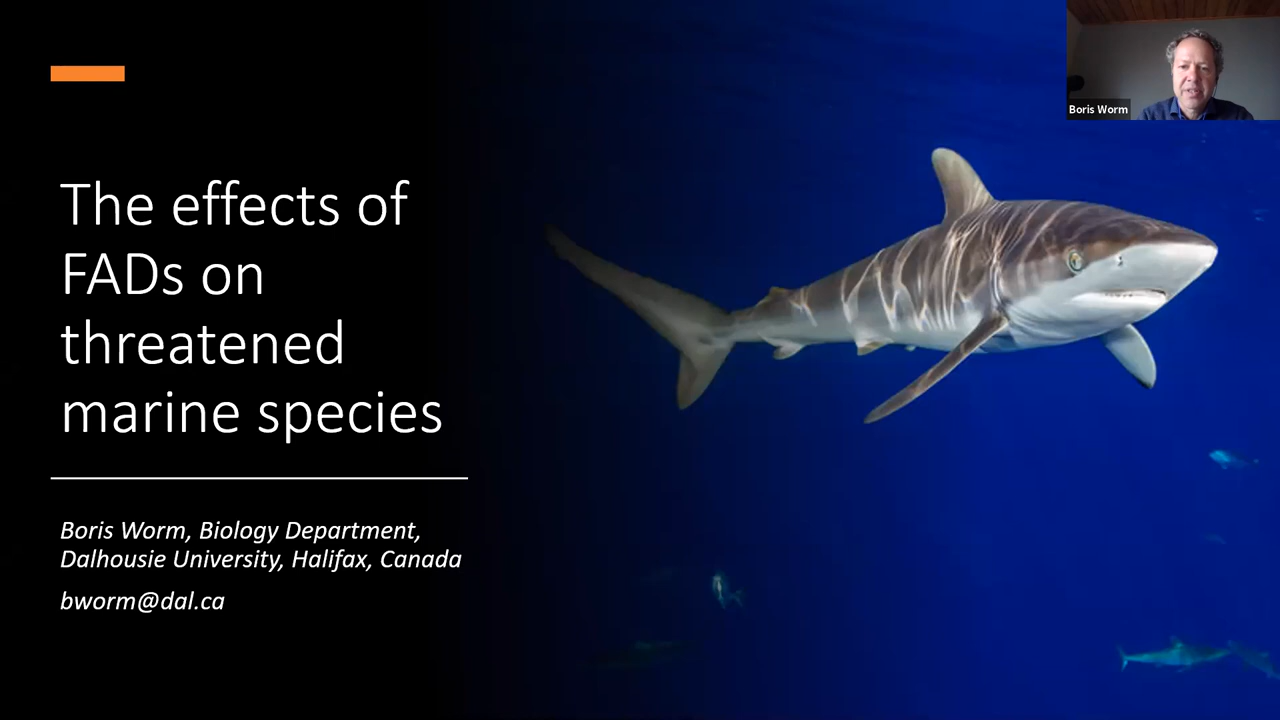 The effects of
FADs on
threatened
marine species
Boris Worm, Biology Department,
Dalhousie University, Halifax, Canada
bworm@dal.ca
Boris Worm